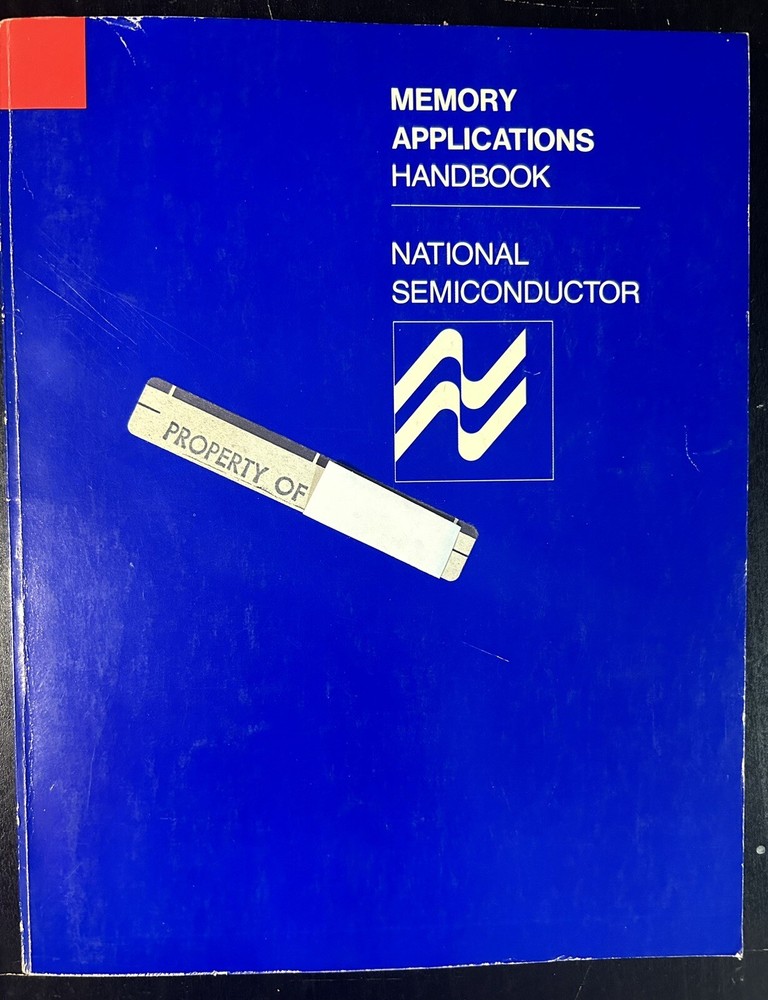 MEMORY
APPLICATIONS
HANDBOOK
NATIONAL
SEMICONDUCTOR
PROPERTY OF